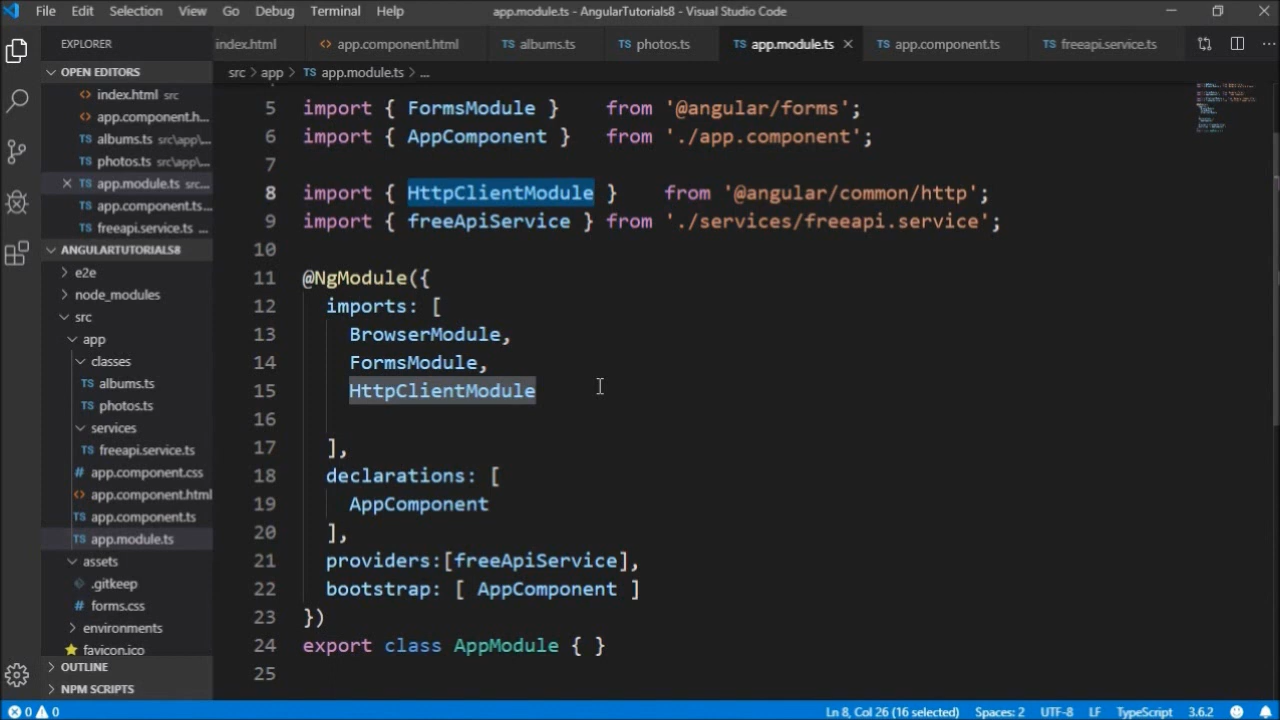 File Edit Selection View Go Debug Terminal Help app.module.ts - AngularTutorials8 - Visual Studio Code
EXPLORER
index.html app.component.html albums.ts photos.ts app.module.ts app.component.ts freeapi.service.ts
OPEN EDITORS
index.html src
app.component.h...
albums.ts src\app\...
photos.ts src\app\...
app.module.ts src...
app.component.ts...
freeapi.service.ts ...
ANGULARTUTORIALS8
e2e
node_modules
src
app
classes
albums.ts
photos.ts
services
freeapi.service.ts
app.component.css
app.component.html
app.component.ts
app.module.ts
assets
.gitkeep
forms.css
environments
favicon.ico
OUTLINE
NPM SCRIPTS
src > app > TS app.module.ts > ...
5 import { FormsModule } from '@angular/forms';
6 import { AppComponent } from './app.component';
7
8 import { HttpClientModule } from '@angular/common/http';
9 import { freeApiService } from './services/freeapi.service';
10
11 @NgModule({
12 imports: [
13 BrowserModule,
14 FormsModule,
15 HttpClientModule
16
17 ],
18 declarations: [
19 AppComponent
20 ],
21 providers:[freeApiService],
22 bootstrap: [ AppComponent ]
23 })
24 export class AppModule { }
25
0 0 Ln 8, Col 26 (16 selected) Spaces: 2 UTF-8 LF TypeScript 3.6.2